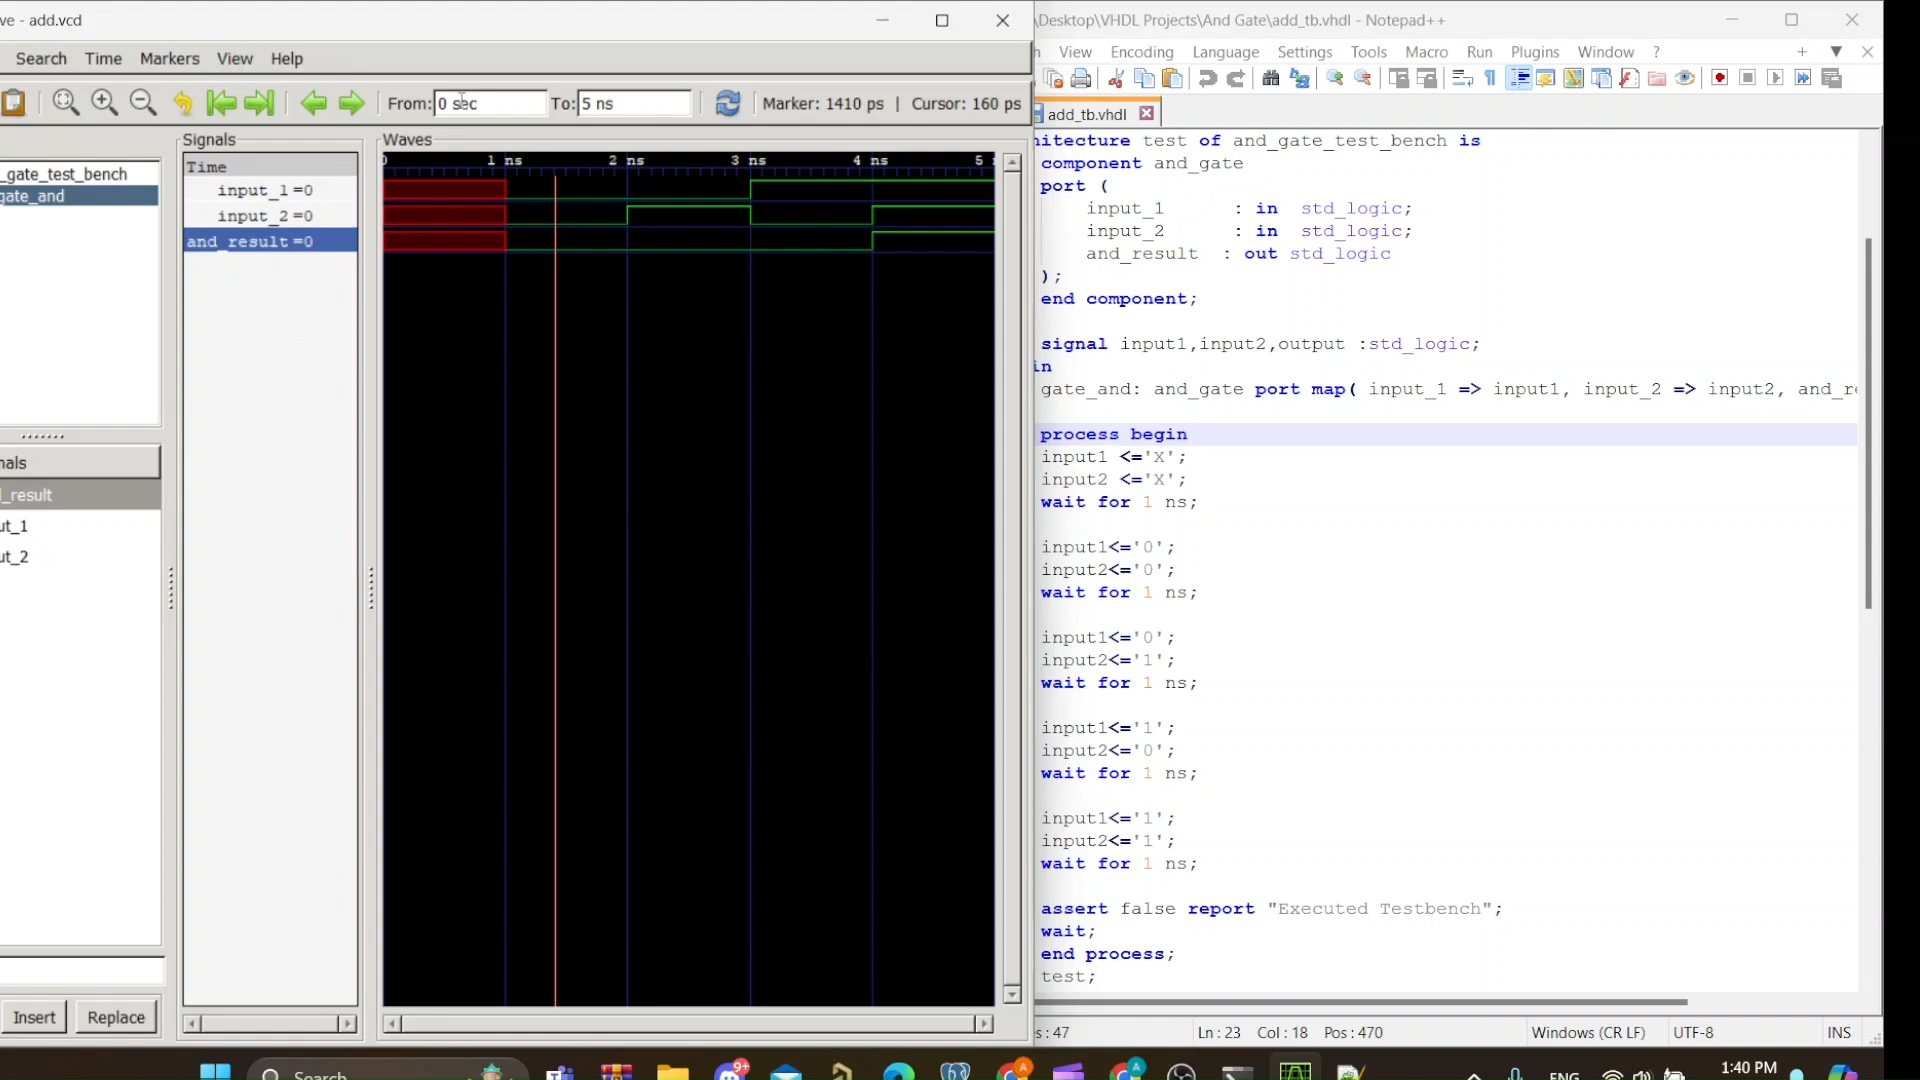 ve - add.vcd
Search Time Markers View Help
From: 0 sec To: 5 ns Marker: 1410 ps | Cursor: 160 ps
_gate_test_bench
gate_and
nals
l_result
ut_1
ut_2
Insert Replace
Signals
Time
input_1 =0
input_2 =0
and_result =0
Waves
0 1 ns 2 ns 3 ns 4 ns 5
\Desktop\VHDL Projects\And Gate\add_tb.vhdl - Notepad++
View Encoding Language Settings Tools Macro Run Plugins Window ?
add_tb.vhdl
hitecture test of and_gate_test_bench is
component and_gate
port (
input_1 : in std_logic;
input_2 : in std_logic;
and_result : out std_logic
);
end component;
signal input1,input2,output :std_logic;
in
gate_and: and_gate port map( input_1 => input1, input_2 => input2, and_re
process begin
input1 <='X';
input2 <='X';
wait for 1 ns;
input1<='0';
input2<='0';
wait for 1 ns;
input1<='0';
input2<='1';
wait for 1 ns;
input1<='1';
input2<='0';
wait for 1 ns;
input1<='1';
input2<='1';
wait for 1 ns;
assert false report "Executed Testbench";
wait;
end process;
test;
s : 47 Ln : 23 Col : 18 Pos : 470 Windows (CR LF) UTF-8 INS
Search 9+ ENG 1:40 PM